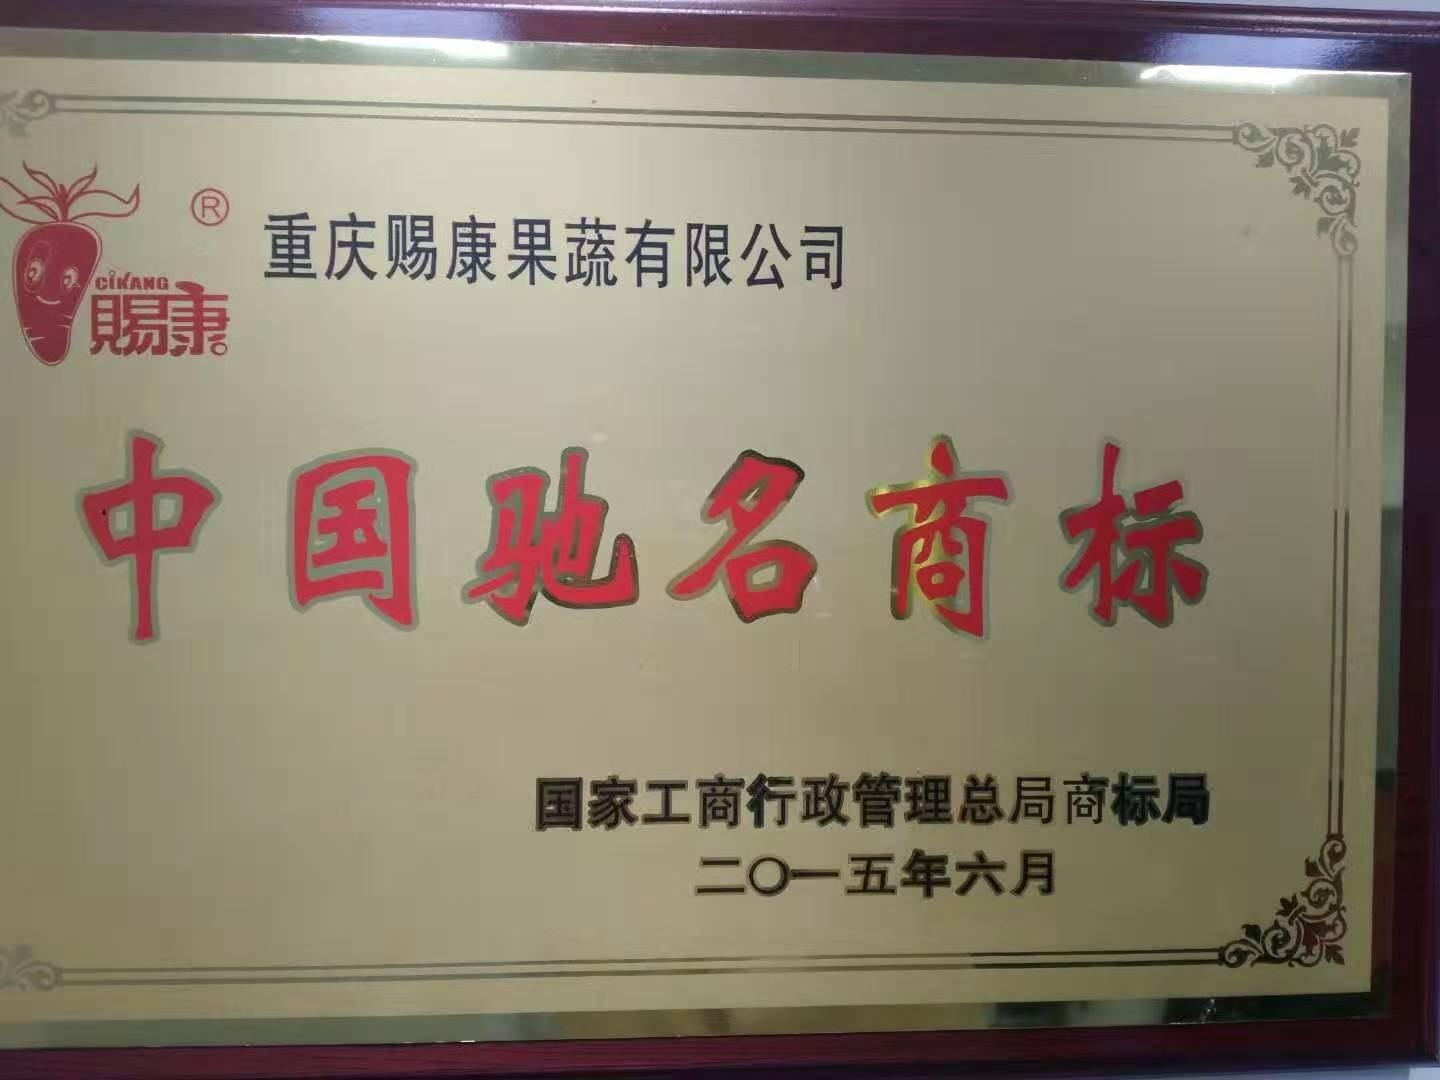 ®
重庆赐康果蔬有限公司
CIKANG
賜康
中国驰名商标
国家工商行政管理总局商标局
二〇一五年六月